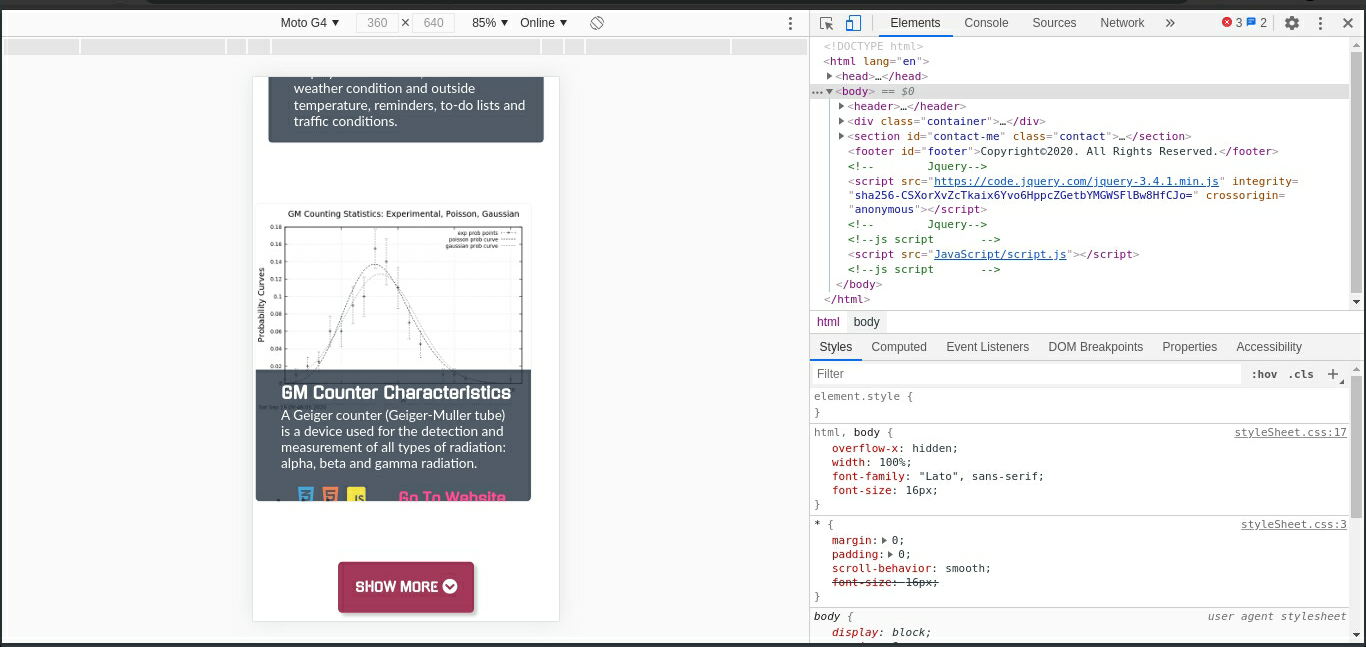 Moto G4 ▼ 360 × 640 85% ▼ Online ▼
weather condition and outside
temperature, reminders, to-do lists and
traffic conditions.
GM Counting Statistics: Experimental, Poisson, Gaussian
exp prob points
poisson prob curve
gaussian prob curve
Probability Curves
0.18
0.16
0.14
0.12
0.1
0.08
0.06
0.04
0.02
0
GM Counter Characteristics
A Geiger counter (Geiger-Muller tube)
is a device used for the detection and
measurement of all types of radiation:
alpha, beta and gamma radiation.
JS Go To Website
SHOW MORE
Elements Console Sources Network » 3 2
<!DOCTYPE html>
<html lang="en">
<head>…</head>
<body> == $0
<header>…</header>
<div class="container">…</div>
<section id="contact-me" class="contact">…</section>
<footer id="footer">Copyright©2020. All Rights Reserved.</footer>
<!-- Jquery-->
<script src="https://code.jquery.com/jquery-3.4.1.min.js" integrity=
"sha256-CSXorXvZcTkaix6Yvo6HppcZGetbYMGWSFlBw8HfCJo=" crossorigin=
"anonymous"></script>
<!-- Jquery-->
<!--js script -->
<script src="JavaScript/script.js"></script>
<!--js script -->
</body>
</html>
html body
Styles Computed Event Listeners DOM Breakpoints Properties Accessibility
Filter :hov .cls +
element.style {
}
html, body { styleSheet.css:17
overflow-x: hidden;
width: 100%;
font-family: "Lato", sans-serif;
font-size: 16px;
}
* { styleSheet.css:3
margin: 0;
padding: 0;
scroll-behavior: smooth;
font-size: 16px;
}
body { user agent stylesheet
display: block;